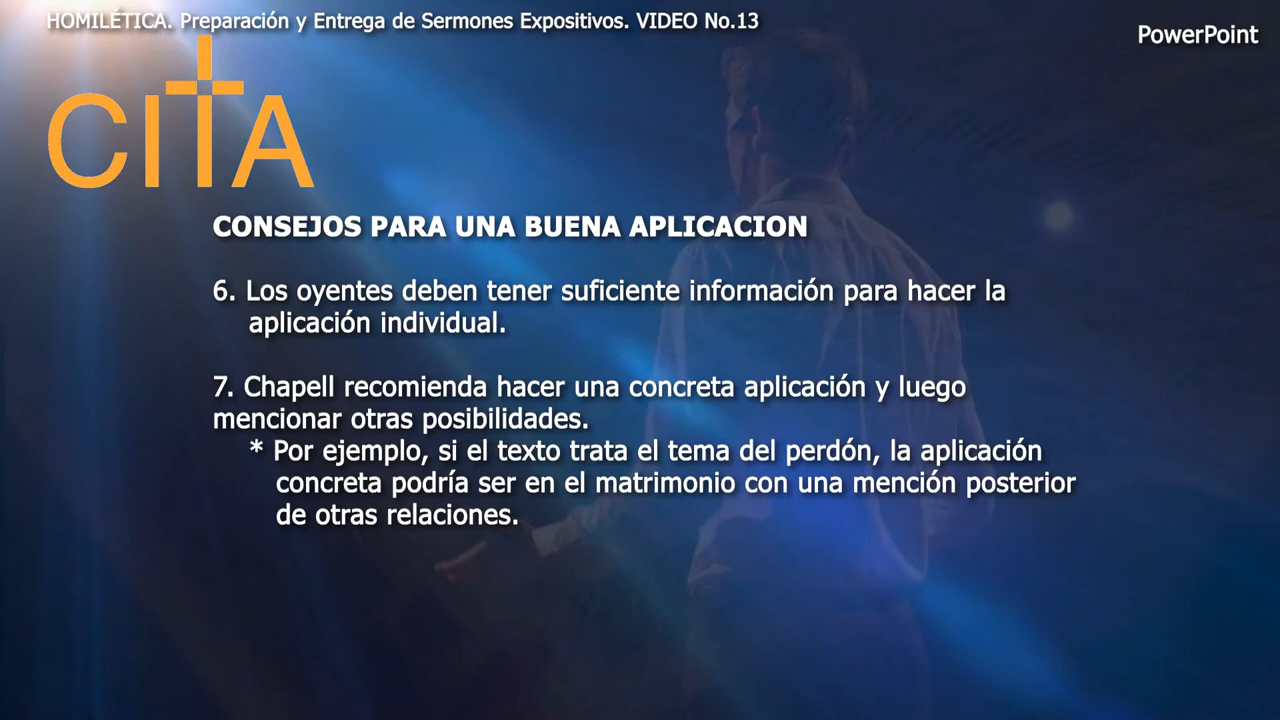 HOMILÉTICA. Preparación y Entrega de Sermones Expositivos. VIDEO No.13
PowerPoint
CITA
CONSEJOS PARA UNA BUENA APLICACION
6. Los oyentes deben tener suficiente información para hacer la
aplicación individual.
7. Chapell recomienda hacer una concreta aplicación y luego
mencionar otras posibilidades.
* Por ejemplo, si el texto trata el tema del perdón, la aplicación
concreta podría ser en el matrimonio con una mención posterior
de otras relaciones.